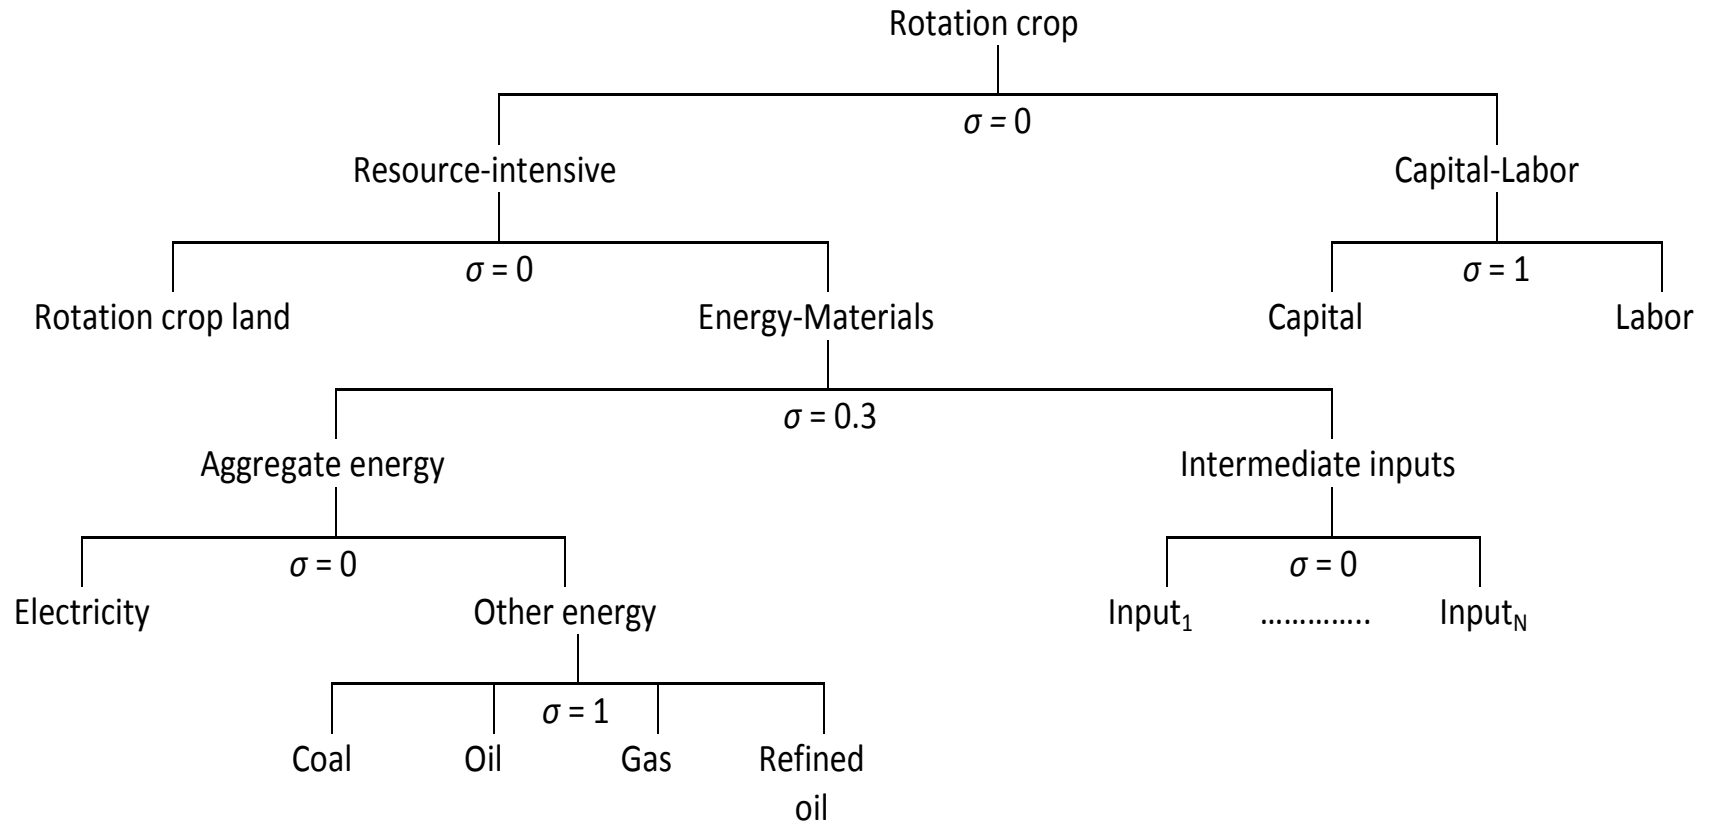 Rotation crop
σ = 0
Resource-intensive
Capital-Labor
σ = 0
σ = 1
Rotation crop land
Energy-Materials
Capital
Labor
σ = 0.3
Aggregate energy
Intermediate inputs
σ = 0
σ = 0
Electricity
Other energy
Input₁
…………..
Input_N
σ = 1
Coal
Oil
Gas
Refined
oil